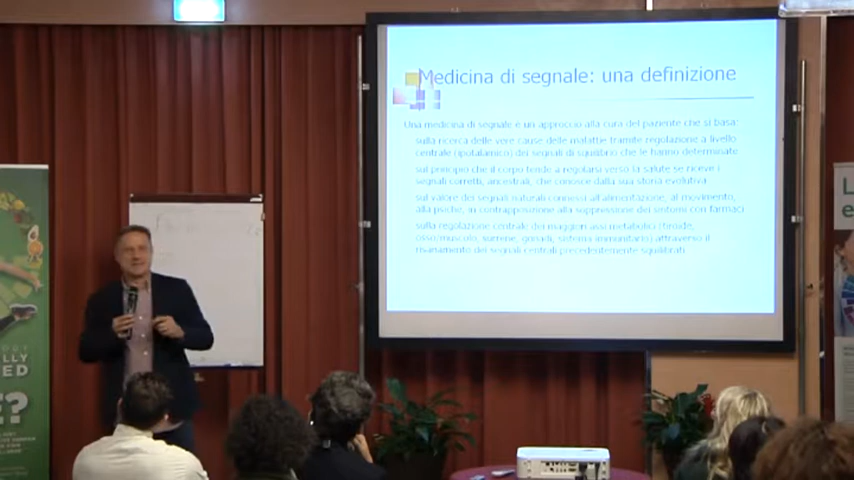 Medicina di segnale: una definizione
Una medicina di segnale è un approccio alla cura del paziente che si basa:
sulla ricerca delle vere cause delle malattie tramite regolazione a livello
centrale (ipotalamico) dei segnali di squilibrio che le hanno determinate
sul principio che il corpo tende a regolarsi verso la salute se riceve i
segnali corretti, ancestrali, che conosce dalla sua storia evolutiva
sul valore dei segnali naturali connessi all'alimentazione, al movimento,
alla psiche, in contrapposizione alla soppressione dei sintomi con farmaci
sulla regolazione centrale dei maggiori assi metabolici (tiroide,
osso/muscolo, surrene, gonadi, sistema immunitario) attraverso il
risanamento dei segnali centrali precedentemente squilibrati
LLY
ED
E?
L
e